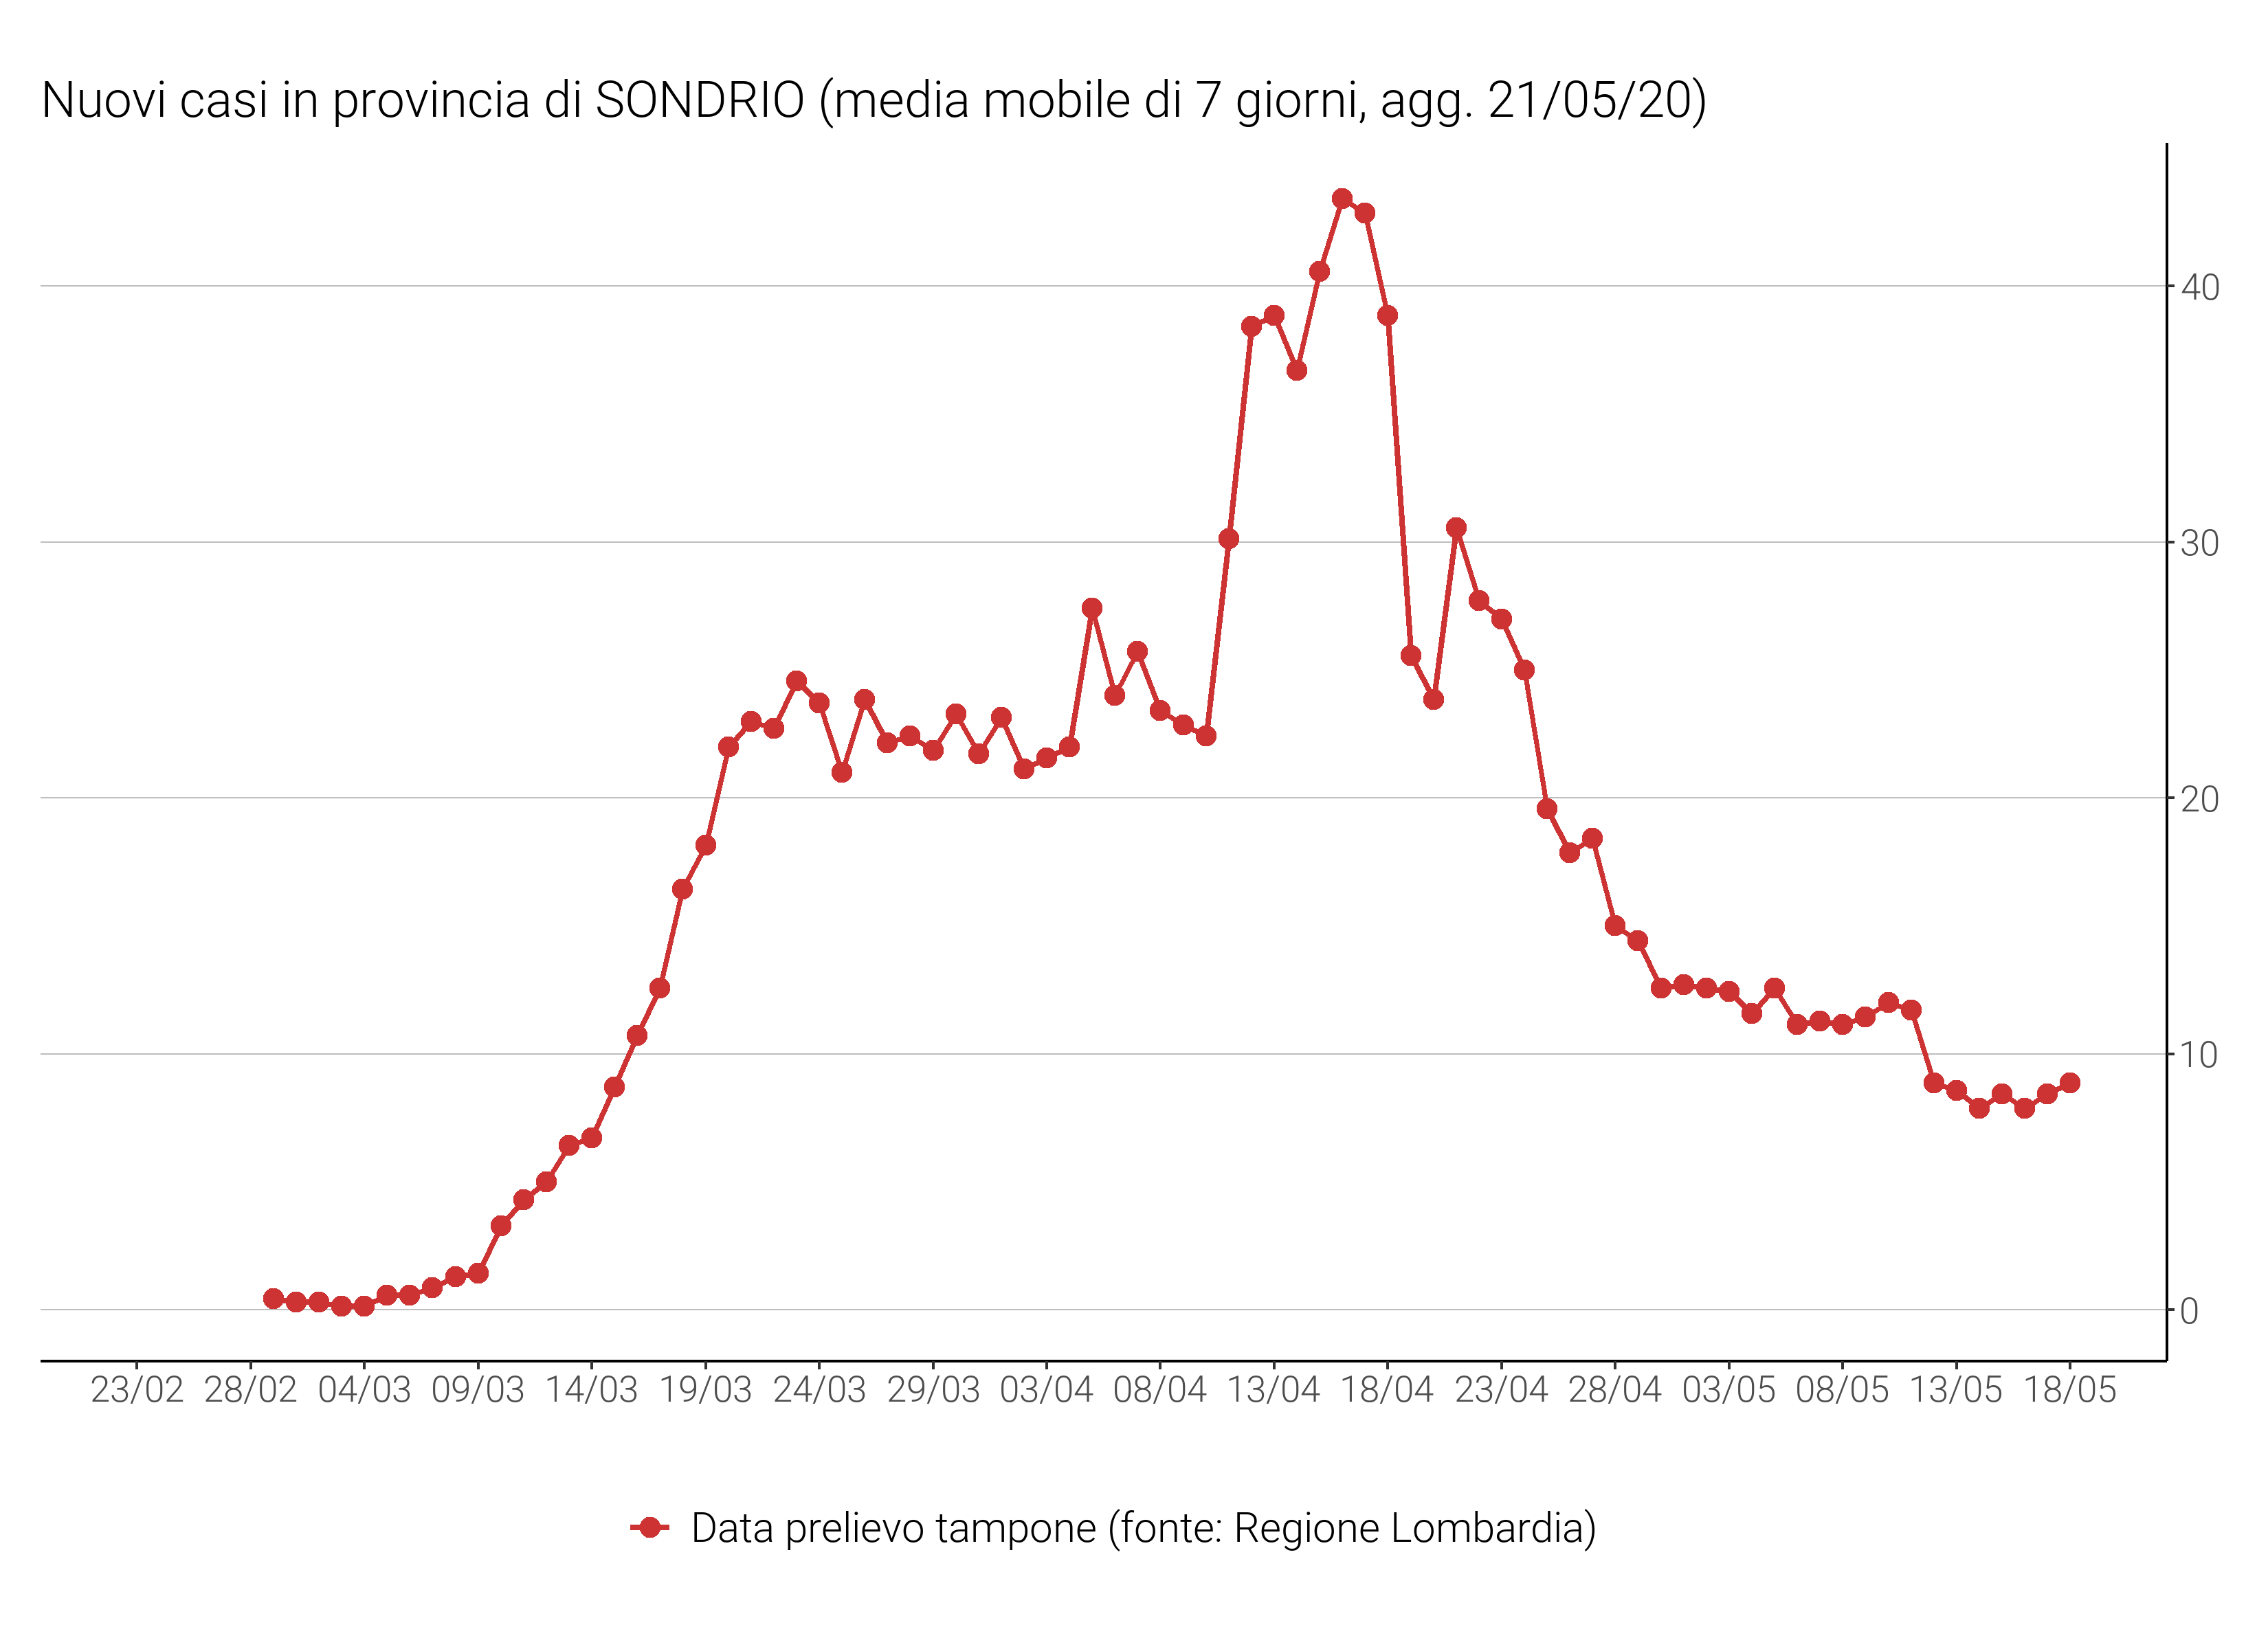 Nuovi casi in provincia di SONDRIO (media mobile di 7 giorni, agg. 21/05/20)
40
30
20
10
0
23/02 28/02 04/03 09/03 14/03 19/03 24/03 29/03 03/04 08/04 13/04 18/04 23/04 28/04 03/05 08/05 13/05 18/05
Data prelievo tampone (fonte: Regione Lombardia)